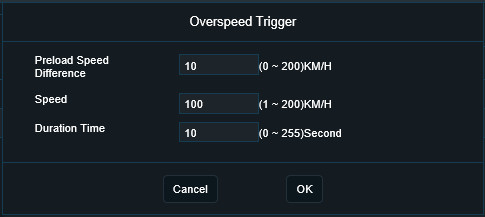 Overspeed Trigger
Preload Speed
Difference
10 (0 ~ 200)KM/H
Speed
100 (1 ~ 200)KM/H
Duration Time
10 (0 ~ 255)Second
Cancel OK